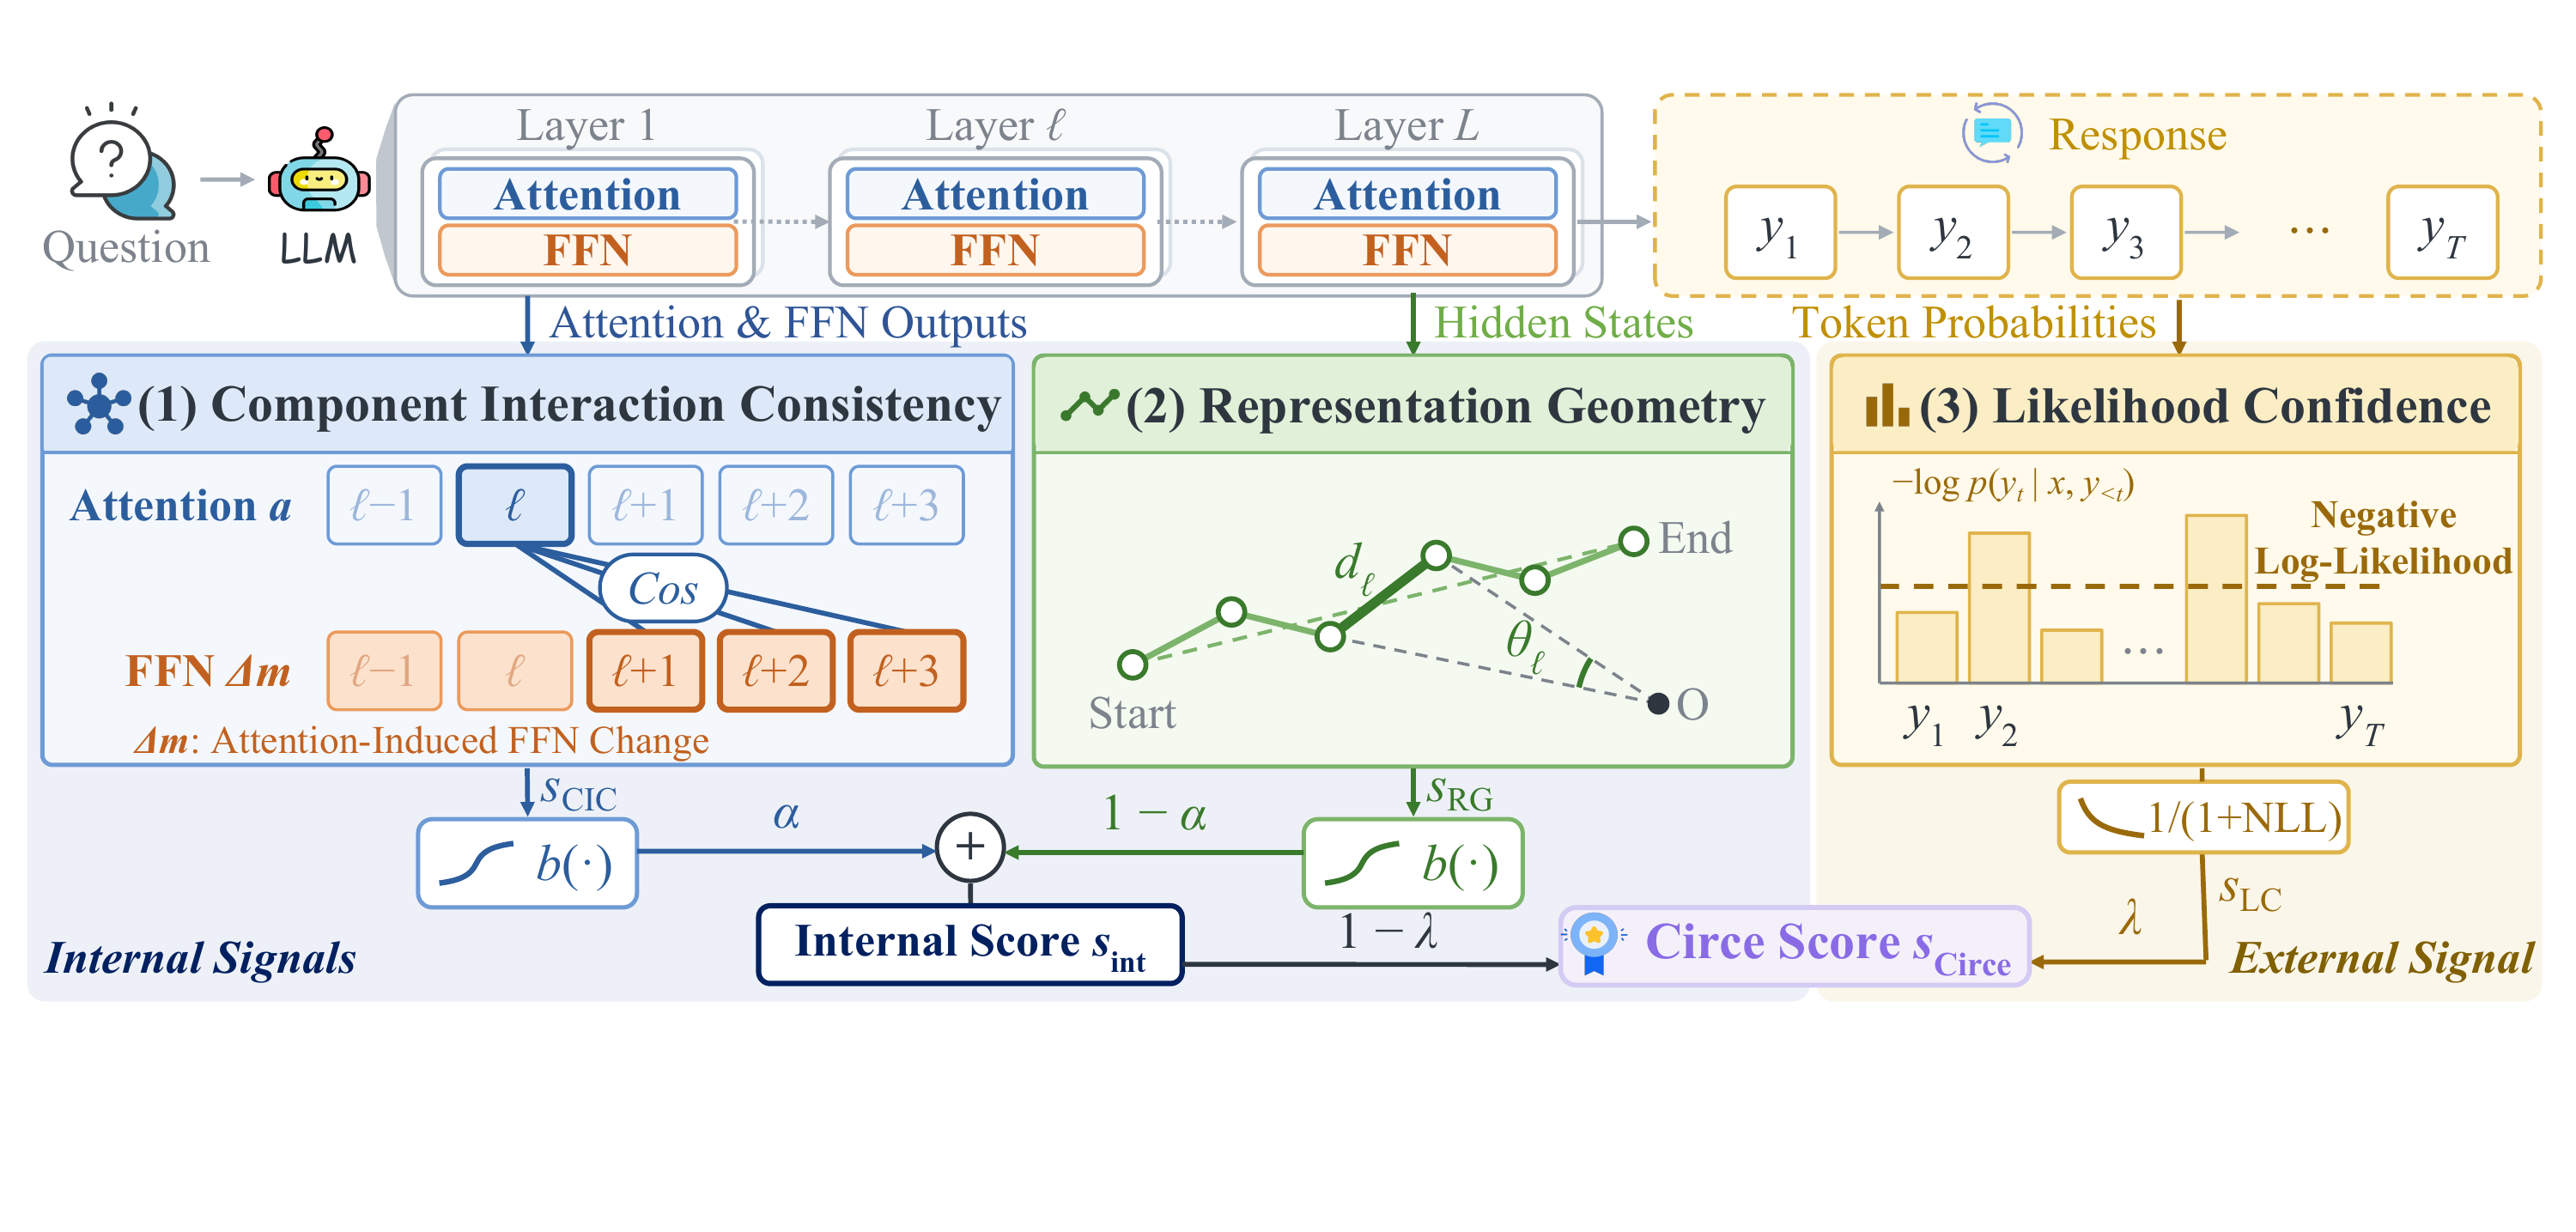 ?
Question
LLM
Layer 1
Attention
FFN
Layer ℓ
Attention
FFN
Layer L
Attention
FFN
Response
y1
y2
y3
...
yT
Attention & FFN Outputs
Hidden States
Token Probabilities
(1) Component Interaction Consistency
Attention a
ℓ−1
ℓ
ℓ+1
ℓ+2
ℓ+3
Cos
FFN Δm
ℓ−1
ℓ
ℓ+1
ℓ+2
ℓ+3
Δm: Attention-Induced FFN Change
(2) Representation Geometry
dℓ
End
θℓ
Start
O
(3) Likelihood Confidence
−log p(yt | x, y<t)
Negative
Log-Likelihood
...
y1
y2
yT
sCIC
b(·)
α
+
1 − α
sRG
b(·)
1/(1+NLL)
sLC
λ
Internal Signals
Internal Score sint
1 − λ
Circe Score sCirce
External Signal